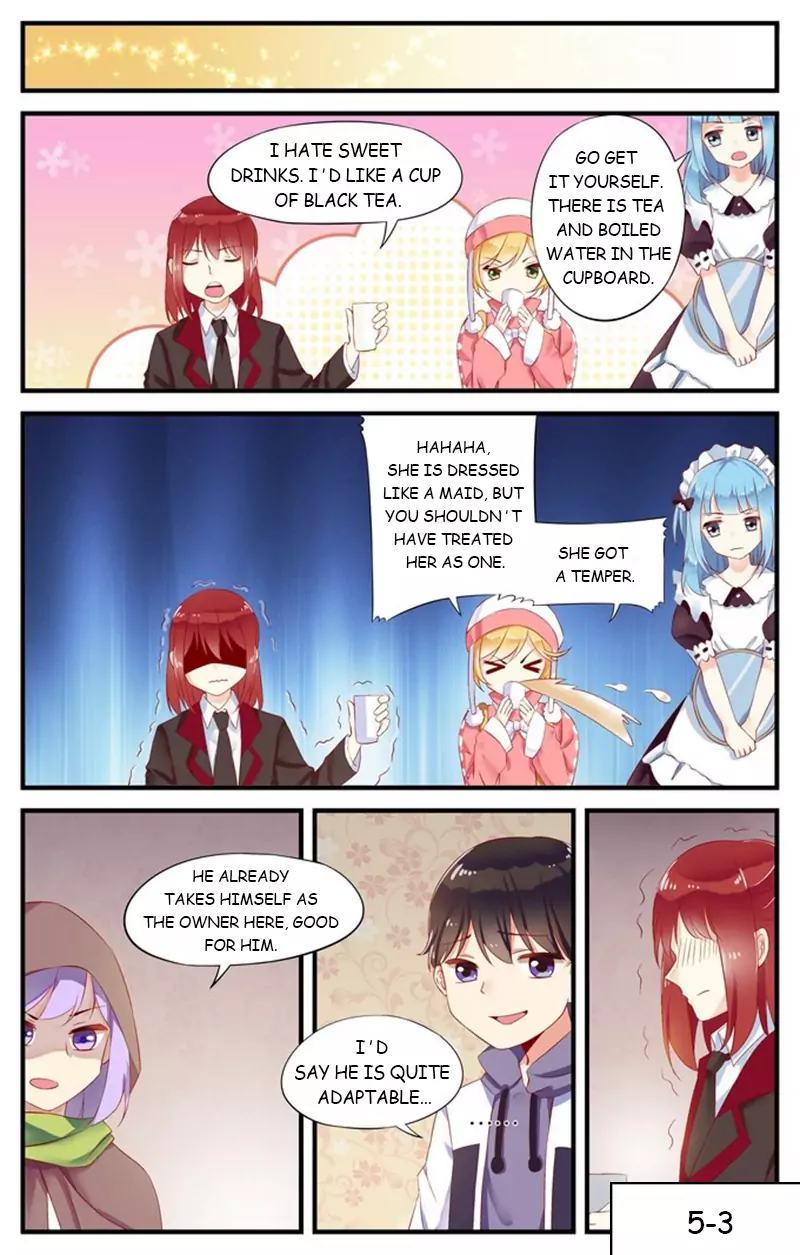 I HATE SWEET
DRINKS. I'D LIKE A CUP
OF BLACK TEA.
GO GET
IT YOURSELF.
THERE IS TEA
AND BOILED
WATER IN THE
CUPBOARD.
HAHAHA,
SHE IS DRESSED
LIKE A MAID, BUT
YOU SHOULDN'T
HAVE TREATED
HER AS ONE.
SHE GOT
A TEMPER.
HE ALREADY
TAKES HIMSELF AS
THE OWNER HERE, GOOD
FOR HIM.
I'D
SAY HE IS QUITE
ADAPTABLE...
......
5-3